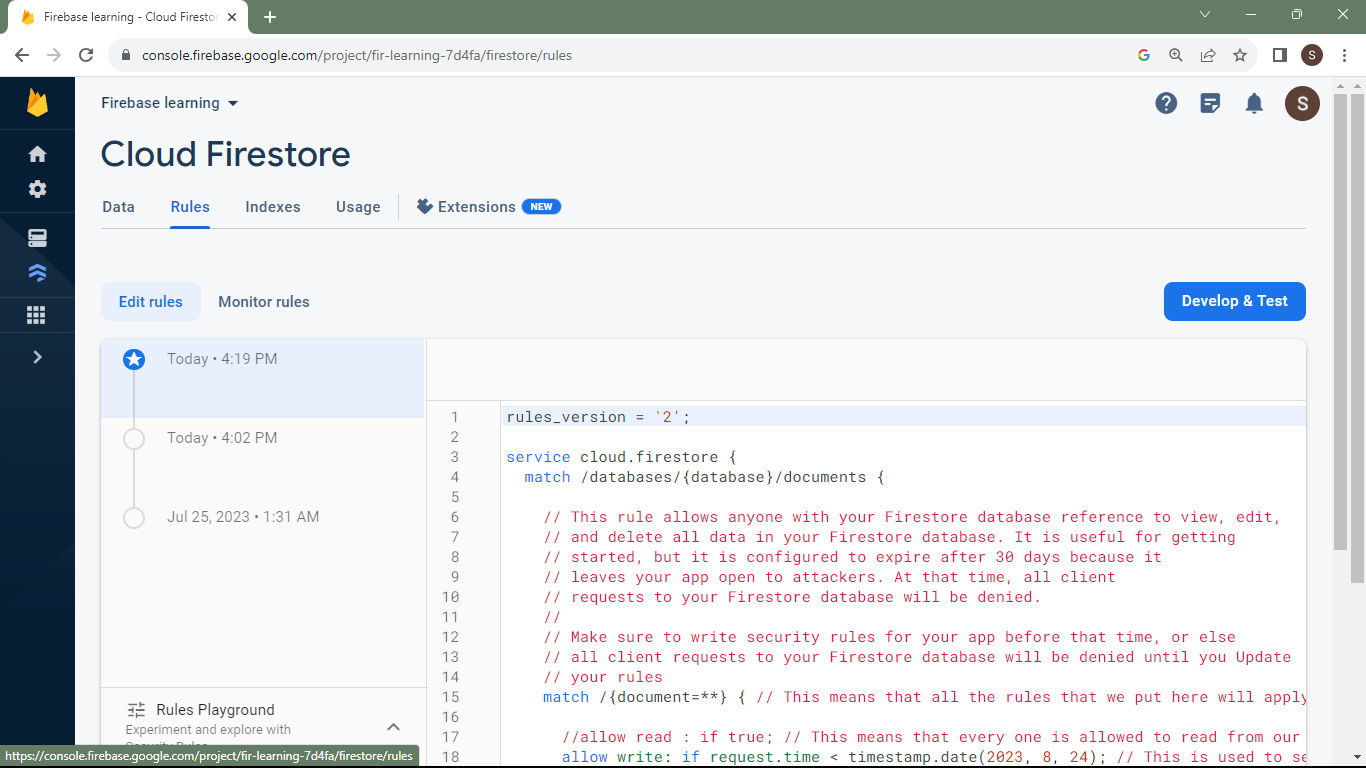 Firebase learning - Cloud Firestor
console.firebase.google.com/project/fir-learning-7d4fa/firestore/rules
S
Firebase learning
S
Cloud Firestore
Data
Rules
Indexes
Usage
Extensions
NEW
Edit rules
Monitor rules
Develop & Test
Today • 4:19 PM
Today • 4:02 PM
Jul 25, 2023 • 1:31 AM
1 rules_version = '2';
2
3 service cloud.firestore {
4 match /databases/{database}/documents {
5
6 // This rule allows anyone with your Firestore database reference to view, edit,
7 // and delete all data in your Firestore database. It is useful for getting
8 // started, but it is configured to expire after 30 days because it
9 // leaves your app open to attackers. At that time, all client
10 // requests to your Firestore database will be denied.
11 //
12 // Make sure to write security rules for your app before that time, or else
13 // all client requests to your Firestore database will be denied until you Update
14 // your rules
15 match /{document=**} { // This means that all the rules that we put here will apply
16
17 //allow read : if true; // This means that every one is allowed to read from our
18 allow write: if request.time < timestamp.date(2023, 8, 24); // This is used to se
Rules Playground
Experiment and explore with
Security Rules
https://console.firebase.google.com/project/fir-learning-7d4fa/firestore/rules